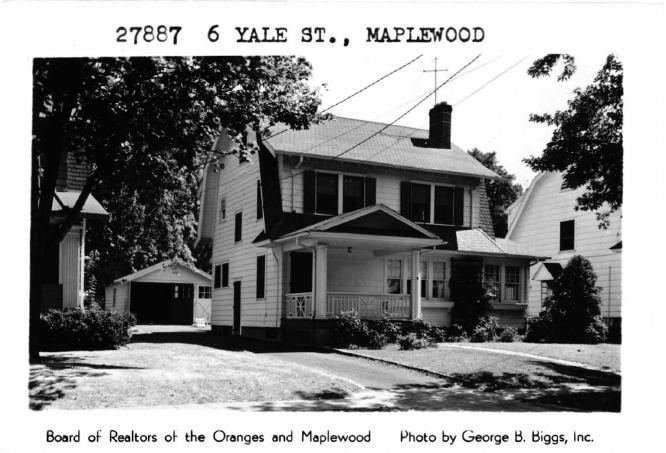 27887 6 YALE ST., MAPLEWOOD
Board of Realtors of the Oranges and Maplewood Photo by George B. Biggs, Inc.